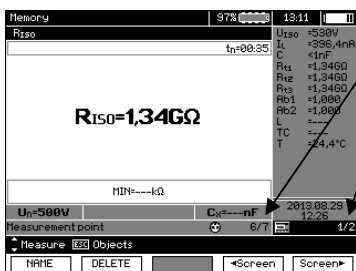 Memory 97% 13:11
RISO
tn=00:35
RISO=1,34GΩ
MIN=---kΩ
Un=500V Cx=---nF
UISO =530V
IL =396,4nA
C <1nF
Rt1 =1,34GΩ
Rt2 =1,34GΩ
Rt3 =1,34GΩ
Ab1 =1,000
Ab2 =1,000
L =---
TC =---
T =24,4°C
2013.08.29
12:26
Measurement point 6/7 1/2
Measure ESC Objects
NAME DELETE ◄Screen Screen►